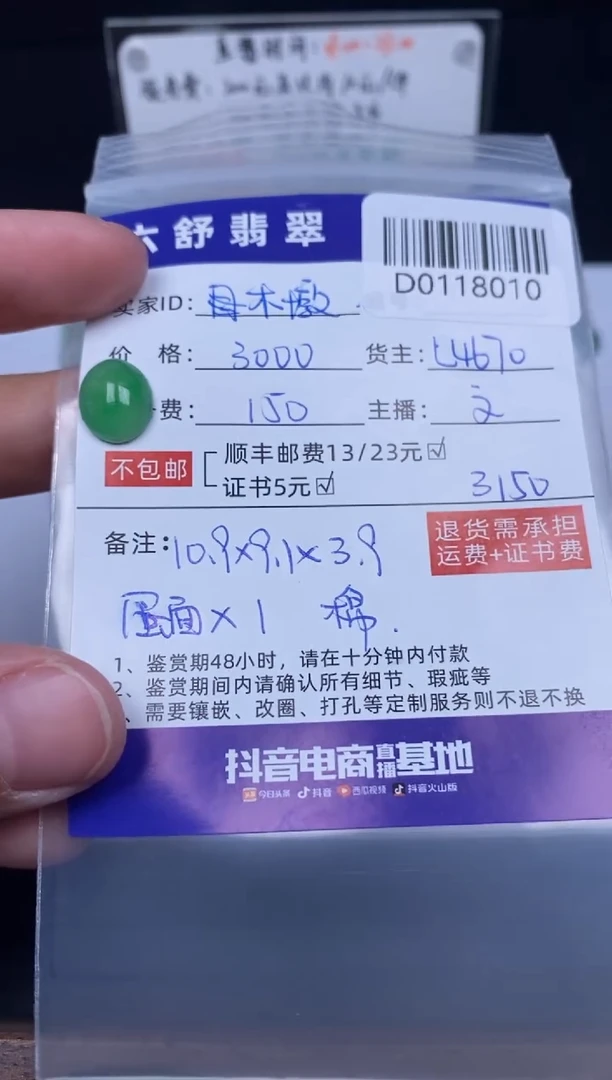 六舒翡翠
D0118010
卖家ID：
价 格：3000 货主：L4670
费：150 主播：
不包邮 顺丰邮费13/23元☑
证书5元☑ 3150
备注：10.9×9.1×3.9
退货需承担
运费+证书费
蛋面×1 棉.
1、鉴赏期48小时，请在十分钟内付款
2、鉴赏期间内请确认所有细节、瑕疵等
、需要镶嵌、改圈、打孔等定制服务则不退不换
抖音电商直播基地
头条 今日头条 抖音 西瓜视频 抖音火山版